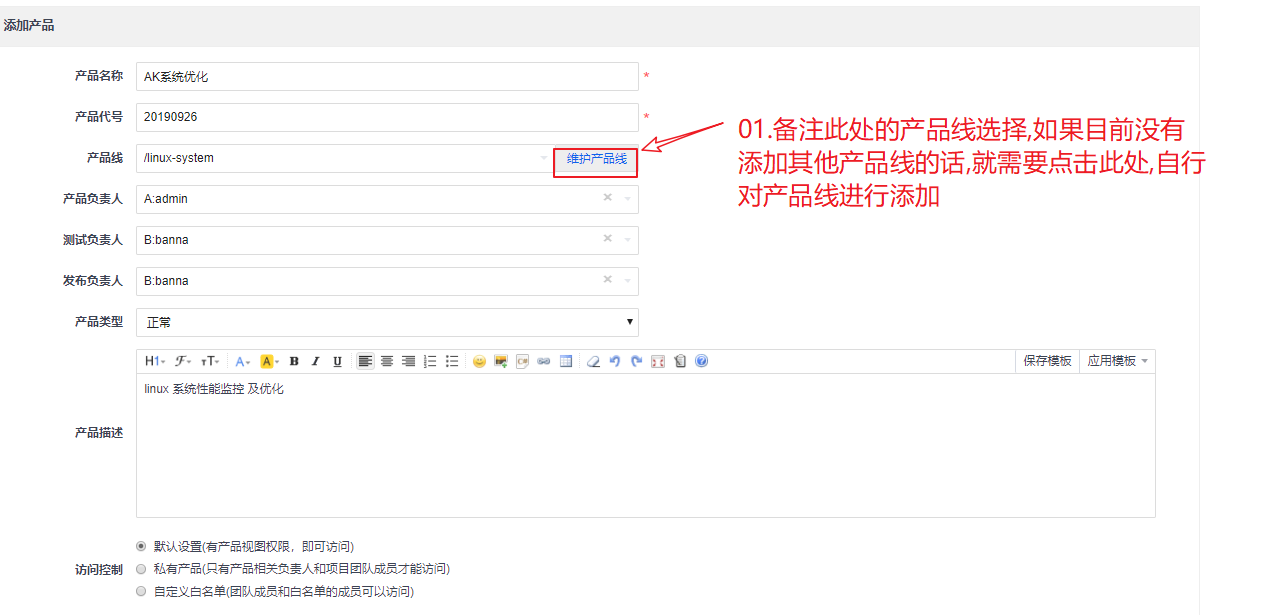 添加产品
产品名称 AK系统优化 *
产品代号 20190926 *
产品线 /linux-system 维护产品线
01.备注此处的产品线选择,如果目前没有
添加其他产品线的话,就需要点击此处,自行
对产品线进行添加
产品负责人 A:admin
测试负责人 B:banna
发布负责人 B:banna
产品类型 正常
H1 F TT A A B I U 保存模板 应用模板
linux 系统性能监控 及优化
产品描述
默认设置(有产品视图权限，即可访问)
访问控制 私有产品(只有产品相关负责人和项目团队成员才能访问)
自定义白名单(团队成员和白名单的成员可以访问)